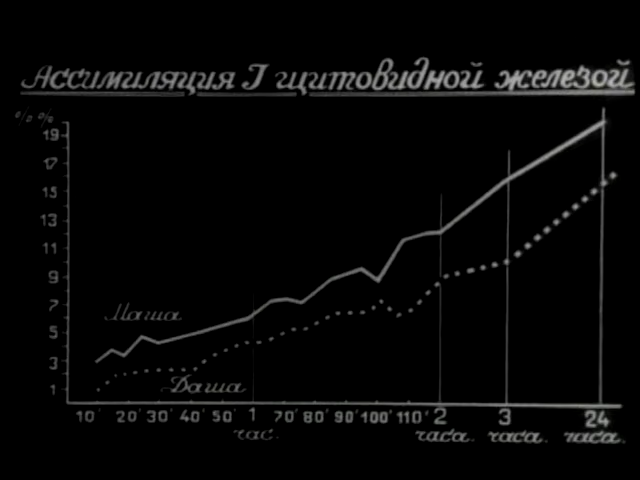 Ассимиляция J щитовидной железой
% %
19
17
15
13
11
9
7
5
3
1
Маша
Даша
10' 20' 30' 40' 50' 1 70' 80' 90' 100' 110' 2 3 24
час. часа. часа. часа.